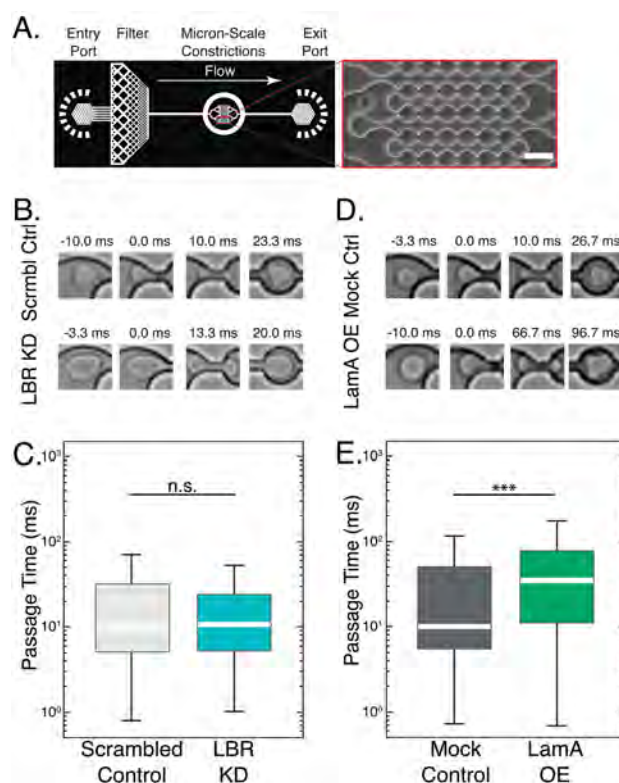 A.
Entry Port
Filter
Micron-Scale Constrictions
Exit Port
Flow
B.
Scrmbl Ctrl
-10.0 ms 0.0 ms 10.0 ms 23.3 ms
LBR KD
-3.3 ms 0.0 ms 13.3 ms 20.0 ms
D.
Mock Ctrl
-3.3 ms 0.0 ms 10.0 ms 26.7 ms
LamA OE
-10.0 ms 0.0 ms 66.7 ms 96.7 ms
C.
Passage Time (ms)
10³
10²
10¹
10⁰
n.s.
Scrambled Control
LBR KD
E.
Passage Time (ms)
10³
10²
10¹
10⁰
***
Mock Control
LamA OE